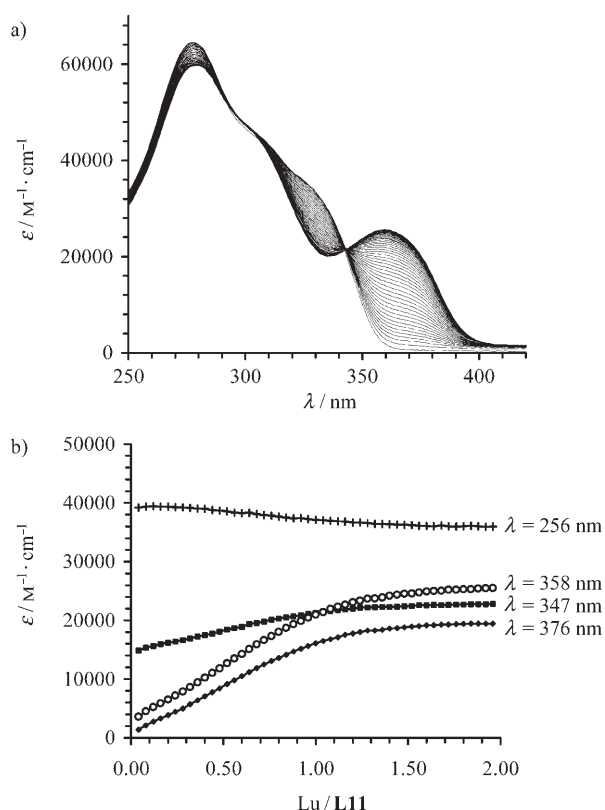 a)
60000
40000
20000
0
ε / M⁻¹ · cm⁻¹
250
300
350
400
λ / nm
b)
50000
40000
30000
20000
10000
0
ε / M⁻¹ · cm⁻¹
λ = 256 nm
λ = 358 nm
λ = 347 nm
λ = 376 nm
0.00
0.50
1.00
1.50
2.00
Lu / L11